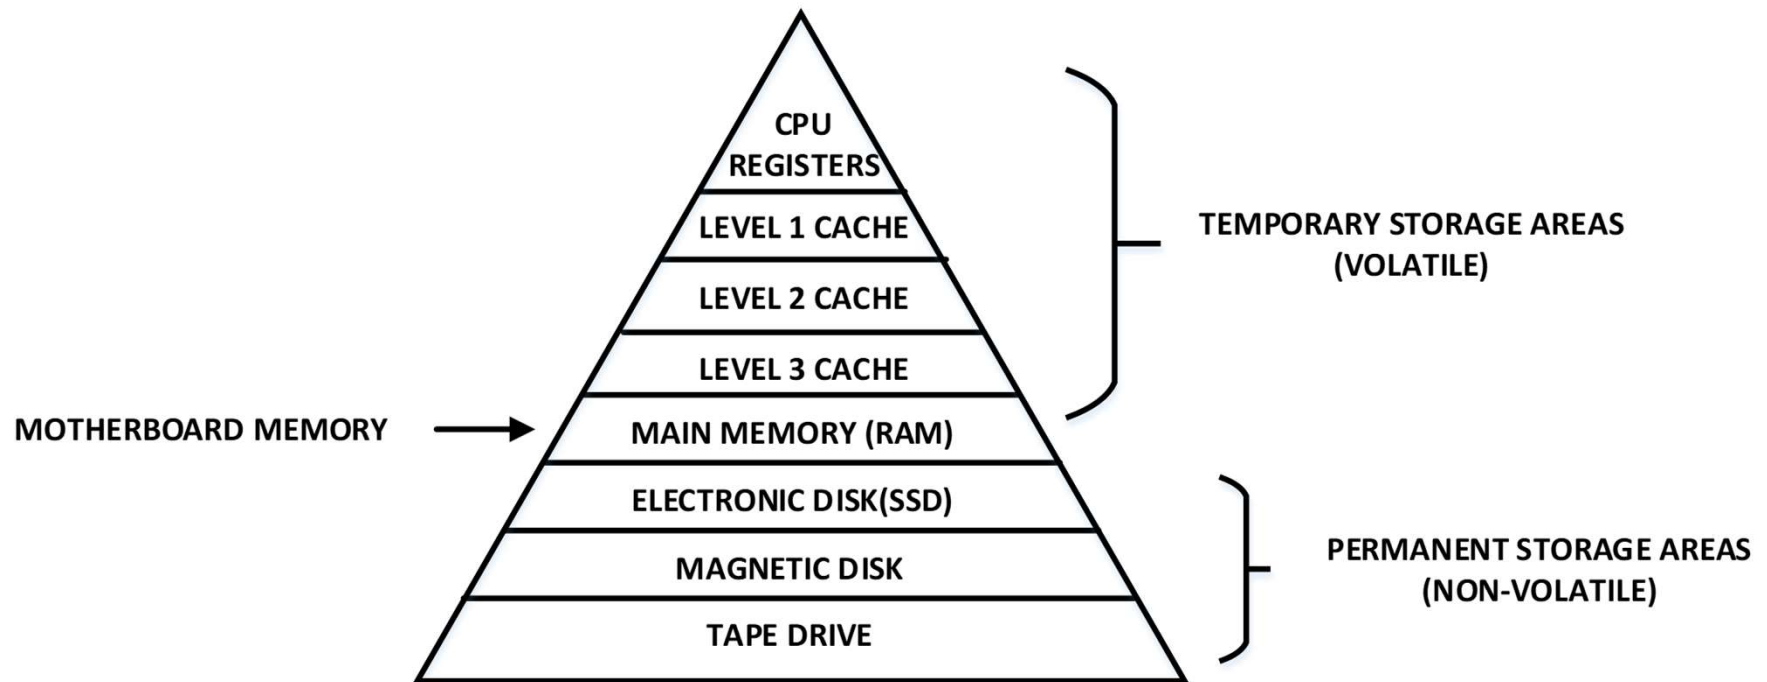 CPU
REGISTERS
LEVEL 1 CACHE
LEVEL 2 CACHE
LEVEL 3 CACHE
MOTHERBOARD MEMORY
MAIN MEMORY (RAM)
ELECTRONIC DISK(SSD)
MAGNETIC DISK
TAPE DRIVE
TEMPORARY STORAGE AREAS
(VOLATILE)
PERMANENT STORAGE AREAS
(NON-VOLATILE)